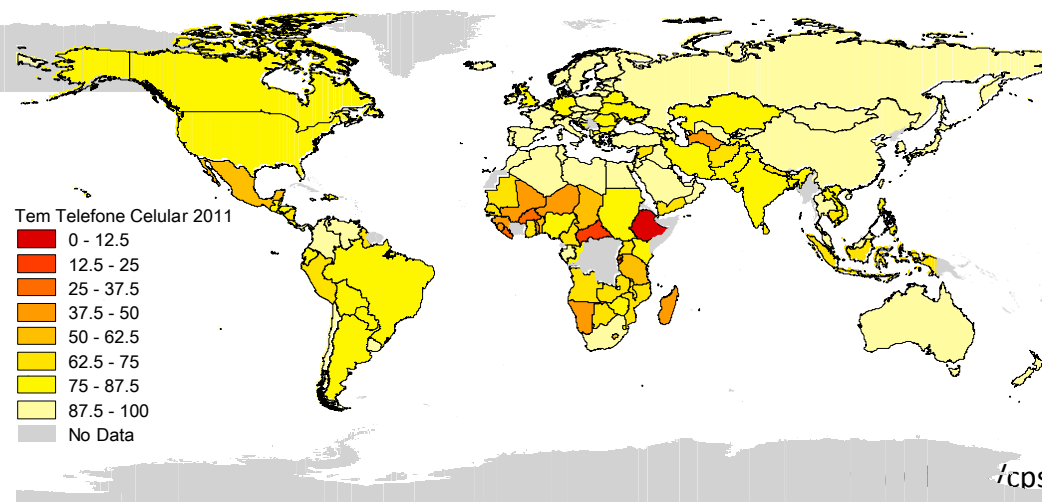 Tem Telefone Celular 2011
0 - 12.5
12.5 - 25
25 - 37.5
37.5 - 50
50 - 62.5
62.5 - 75
75 - 87.5
87.5 - 100
No Data
/cps